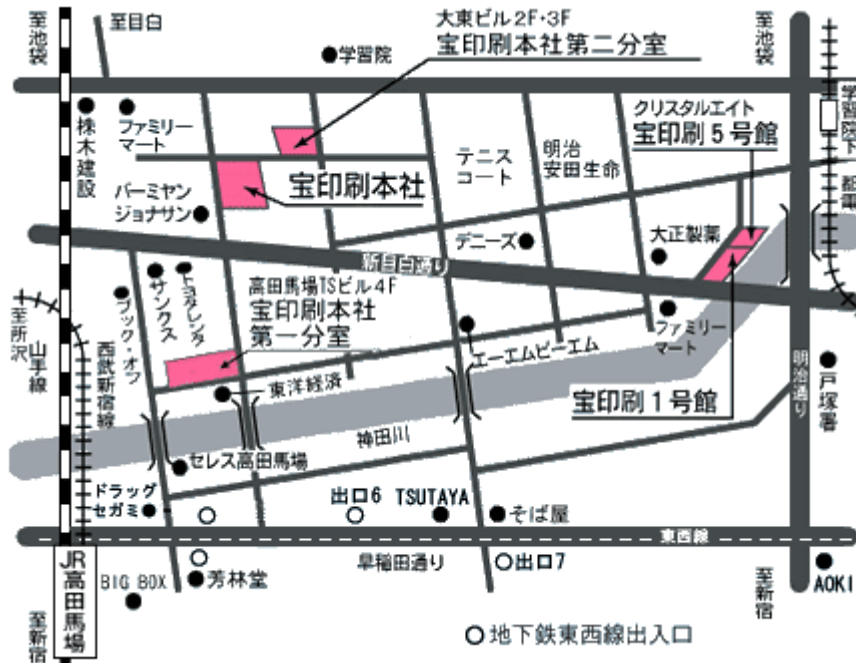 至池袋
至目白
大東ビル2F・3F
宝印刷本社第二分室
学習院
至池袋
株木建設
ファミリー
マート
テニス
コート
明治
安田生命
クリスタルエイト
宝印刷5号館
学習院下
都電
宝印刷本社
バーミヤン
ジョナサン
デニーズ
大正製薬
新目白通り
サンクス
トヨタレンタ
ブック・オフ
高田馬場TSビル4F
宝印刷本社
第一分室
至所沢
山手線
西武新宿線
エーエムピーエム
ファミリー
マート
明治通り
戸塚署
東洋経済
宝印刷1号館
神田川
セレス高田馬場
ドラッグ
セガミ
出口6
TSUTAYA
そば屋
東西線
JR高田馬場
BIG BOX
芳林堂
早稲田通り
出口7
至新宿
AOKI
至新宿
地下鉄東西線出入口